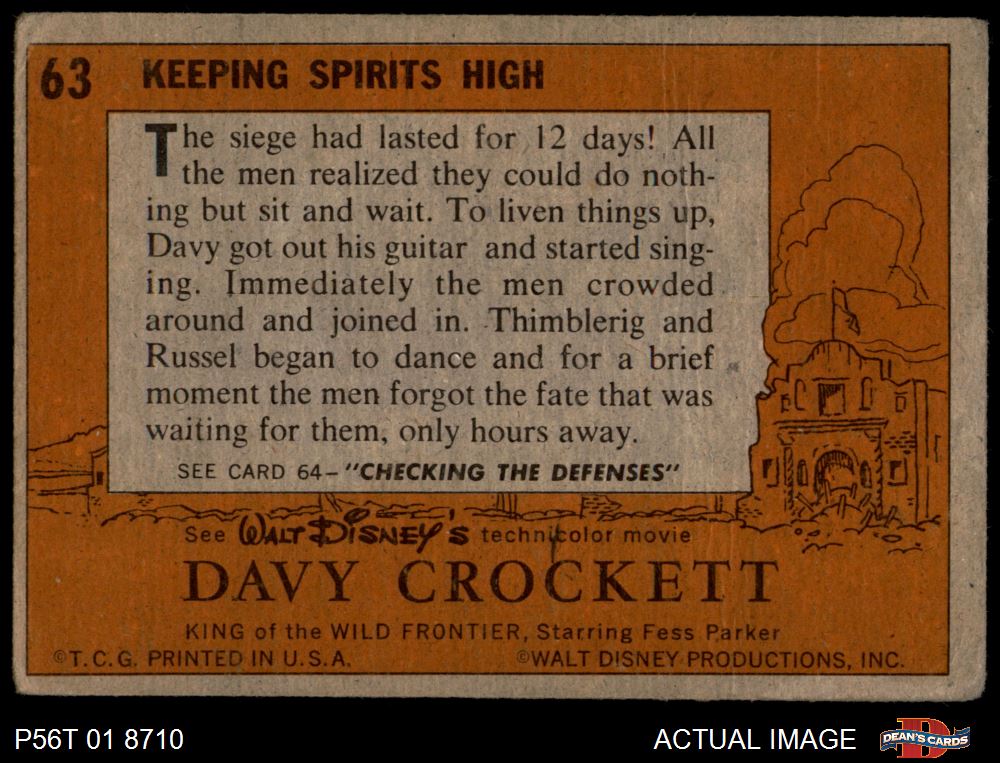 63 KEEPING SPIRITS HIGH
The siege had lasted for 12 days! All
the men realized they could do noth-
ing but sit and wait. To liven things up,
Davy got out his guitar and started sing-
ing. Immediately the men crowded
around and joined in. Thimblerig and
Russel began to dance and for a brief
moment the men forgot the fate that was
waiting for them, only hours away.
SEE CARD 64-"CHECKING THE DEFENSES"
See WALT DISNEY'S technicolor movie
DAVY CROCKETT
KING of the WILD FRONTIER, Starring Fess Parker
©T.C.G. PRINTED IN U.S.A. ©WALT DISNEY PRODUCTIONS, INC.
P56T 01 8710 ACTUAL IMAGE D DEAN'S CARDS